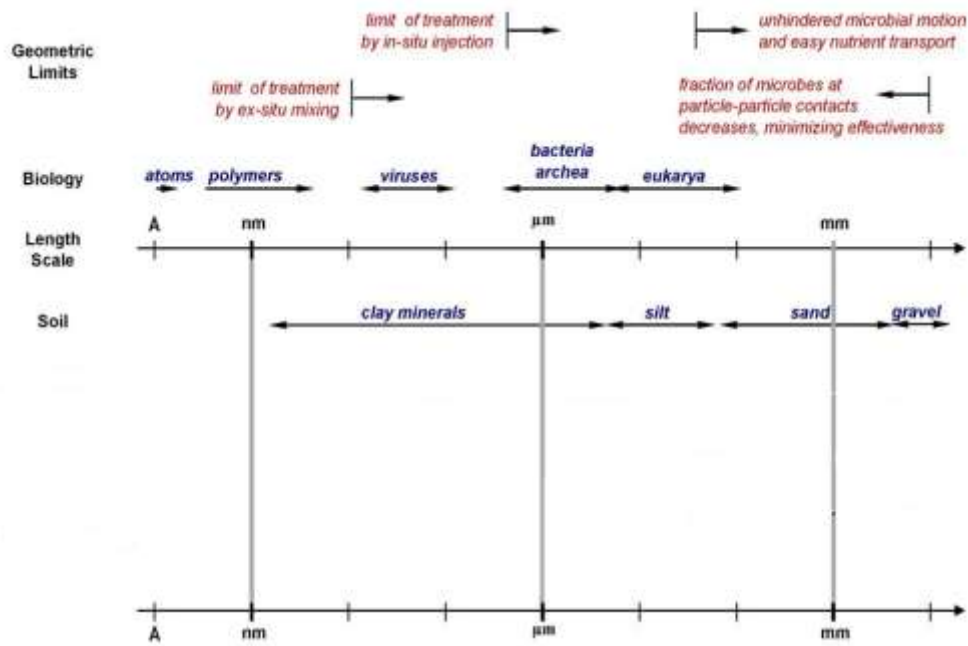 Geometric
Limits
limit of treatment
by in-situ injection
unhindered microbial motion
and easy nutrient transport
limit of treatment
by ex-situ mixing
fraction of microbes at
particle-particle contacts
decreases, minimizing effectiveness
Biology
atoms
polymers
viruses
bacteria
archea
eukarya
Length
Scale
A
nm
μm
mm
Soil
clay minerals
silt
sand
gravel
A
nm
μm
mm